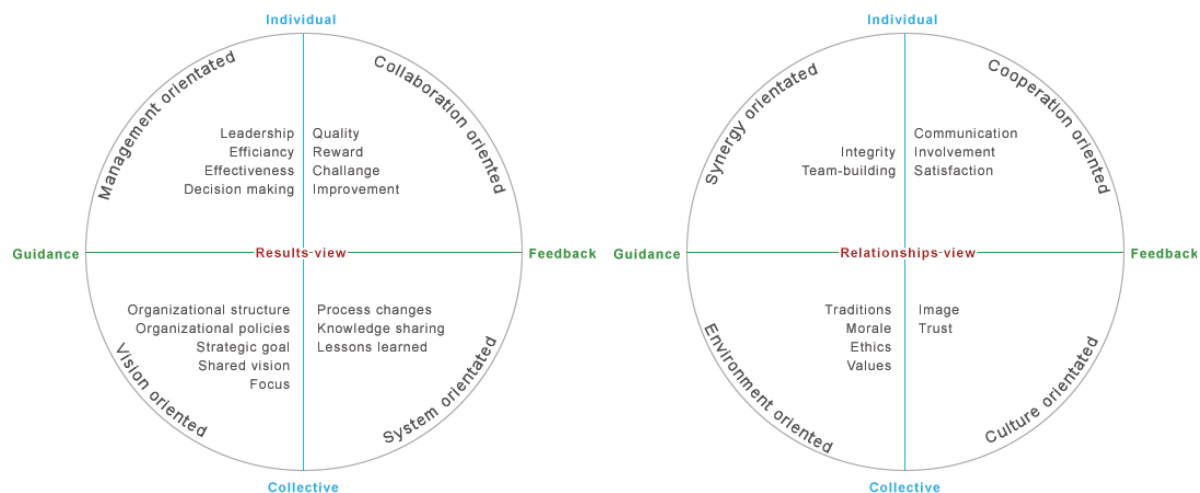 Individual
Management orientated
Collaboration oriented
Leadership
Efficiancy
Effectiveness
Decision making
Quality
Reward
Challange
Improvement
Guidance
Results view
Feedback
Organizational structure
Organizational policies
Strategic goal
Shared vision
Focus
Process changes
Knowledge sharing
Lessons learned
Vision oriented
System orientated
Collective
Individual
Synergy orientated
Cooperation oriented
Integrity
Team-building
Communication
Involvement
Satisfaction
Guidance
Relationships view
Feedback
Traditions
Morale
Ethics
Values
Image
Trust
Environment oriented
Culture orientated
Collective